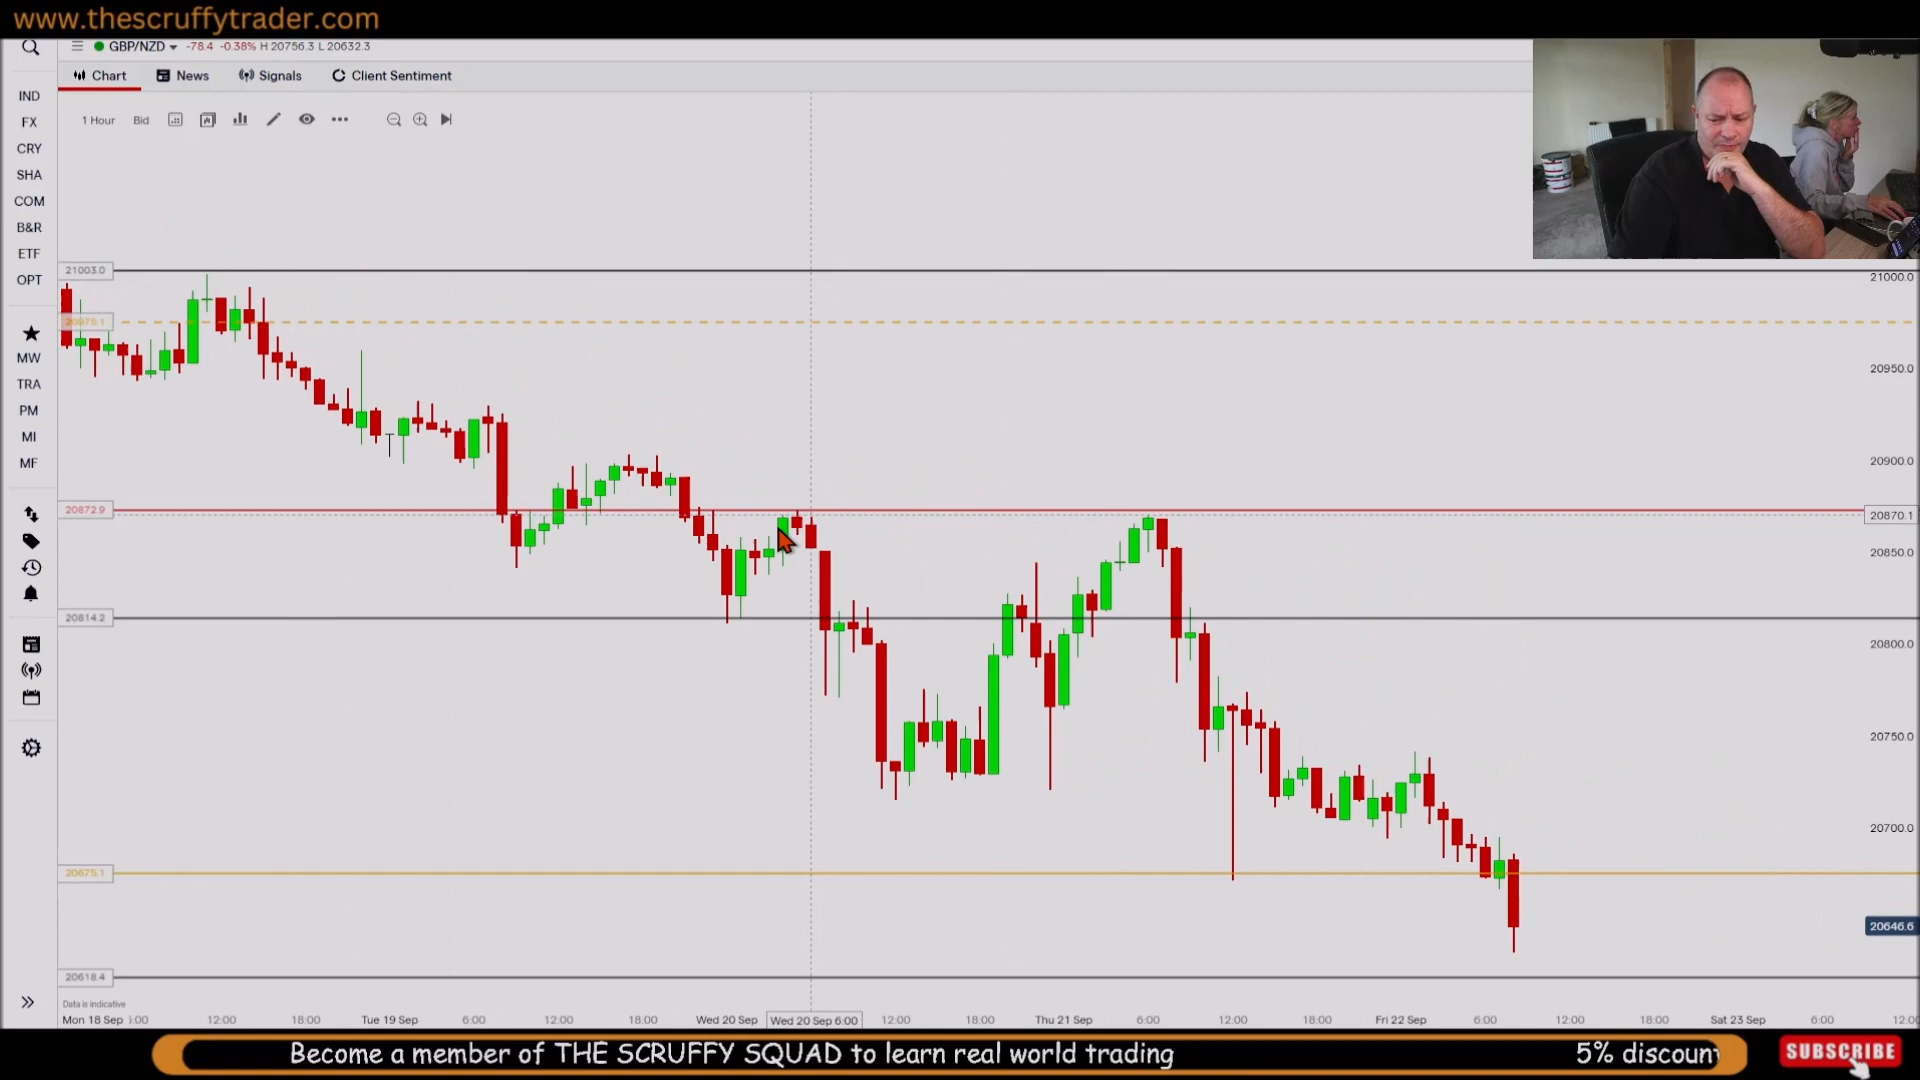 www.thescruffytrader.com
GBP/NZD -78.4 -0.38% H 20756.3 L 20632.3
Chart News Signals Client Sentiment
1 Hour Bid
IND
FX
CRY
SHA
COM
B&R
ETF
OPT
MW
TRA
PM
MI
MF
21003.0
21000.0
20975.1
20950.0
20900.0
20872.9
20870.1
20850.0
20814.2
20800.0
20750.0
20700.0
20675.1
20646.6
20618.4
Data is indicative
Mon 18 Sep 12:00 18:00 Tue 19 Sep 6:00 12:00 18:00 Wed 20 Sep Wed 20 Sep 6:00 12:00 18:00 Thu 21 Sep 6:00 12:00 18:00 Fri 22 Sep 6:00 12:00 18:00 Sat 23 Sep 6:00 12:0
Become a member of THE SCRUFFY SQUAD to learn real world trading 5% discount
SUBSCRIBE